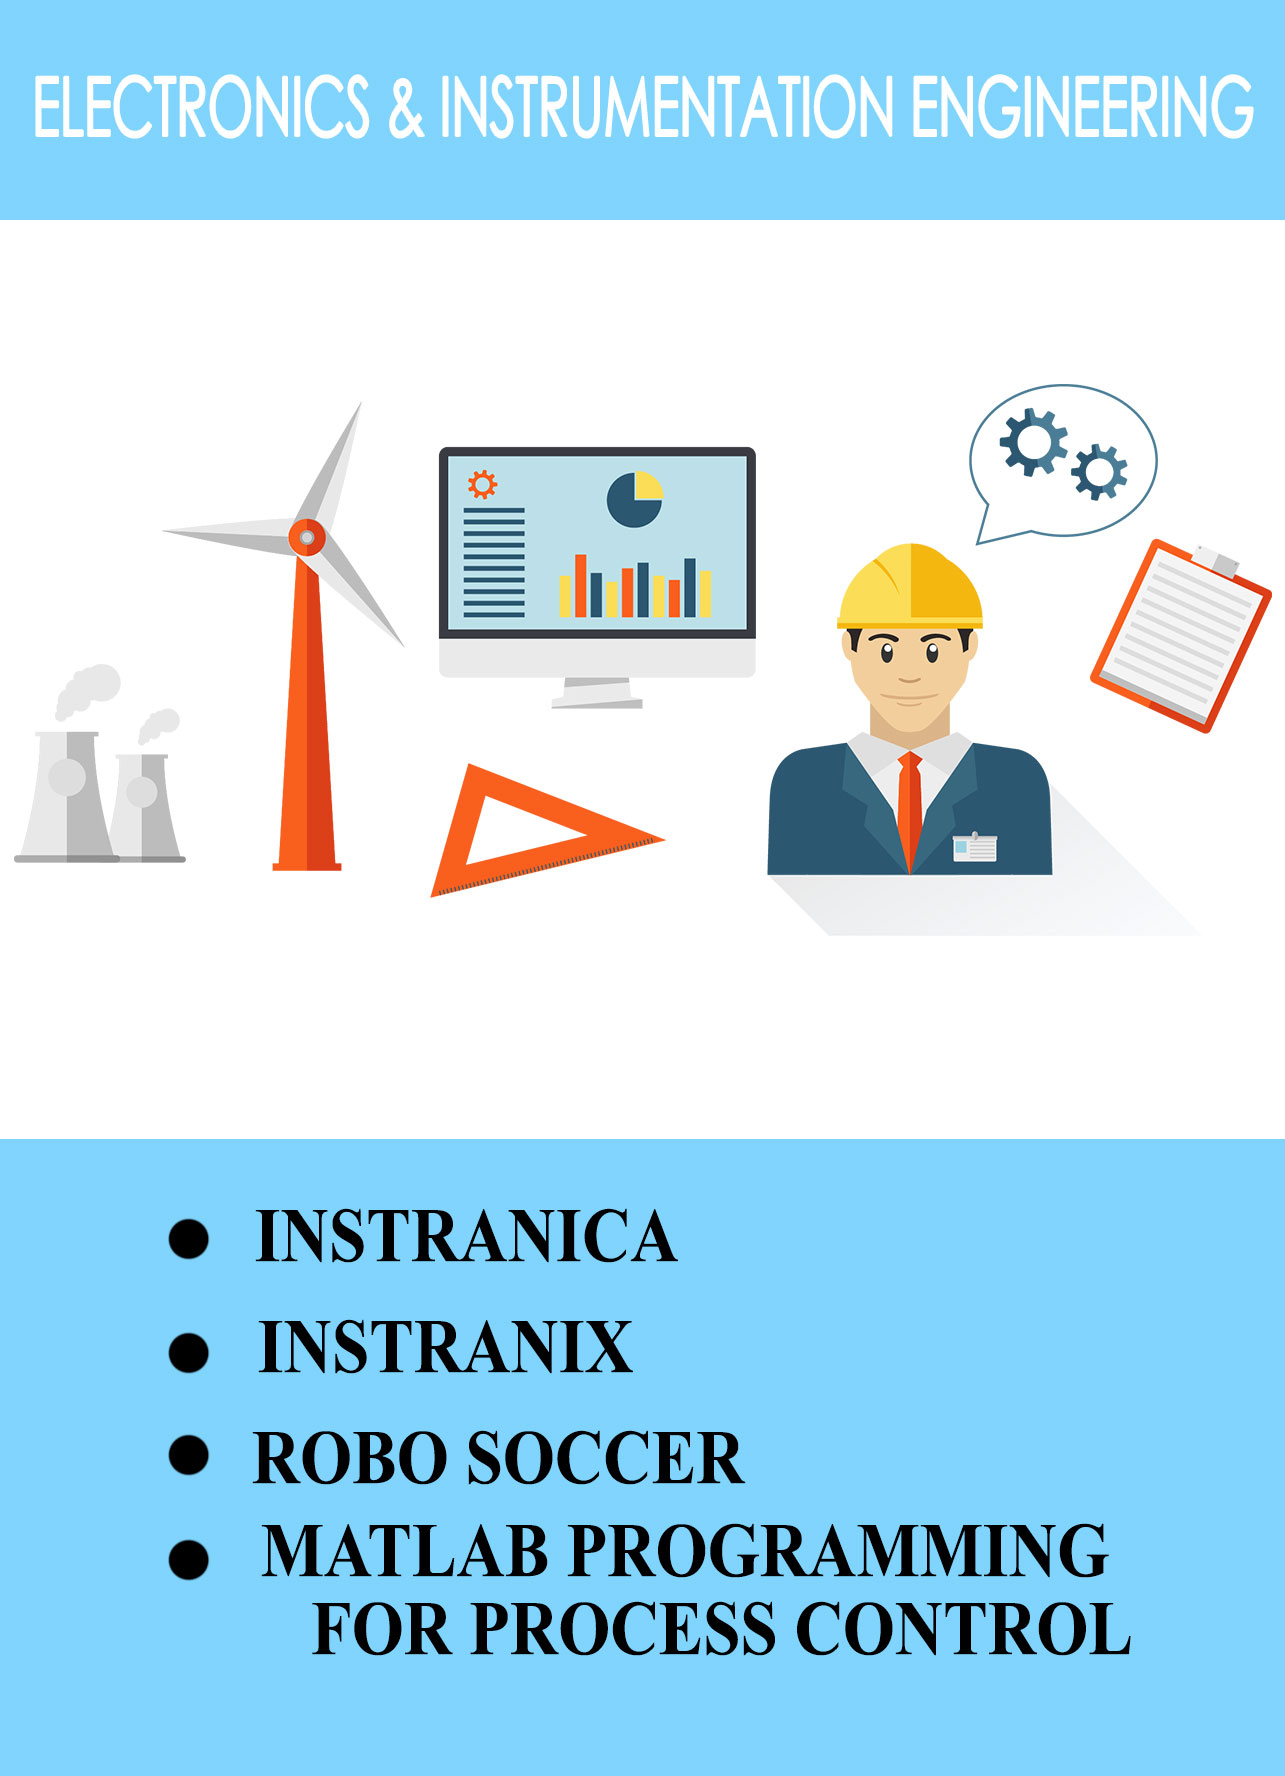 ELECTRONICS & INSTRUMENTATION ENGINEERING
● INSTRANICA
● INSTRANIX
● ROBO SOCCER
● MATLAB PROGRAMMING
FOR PROCESS CONTROL